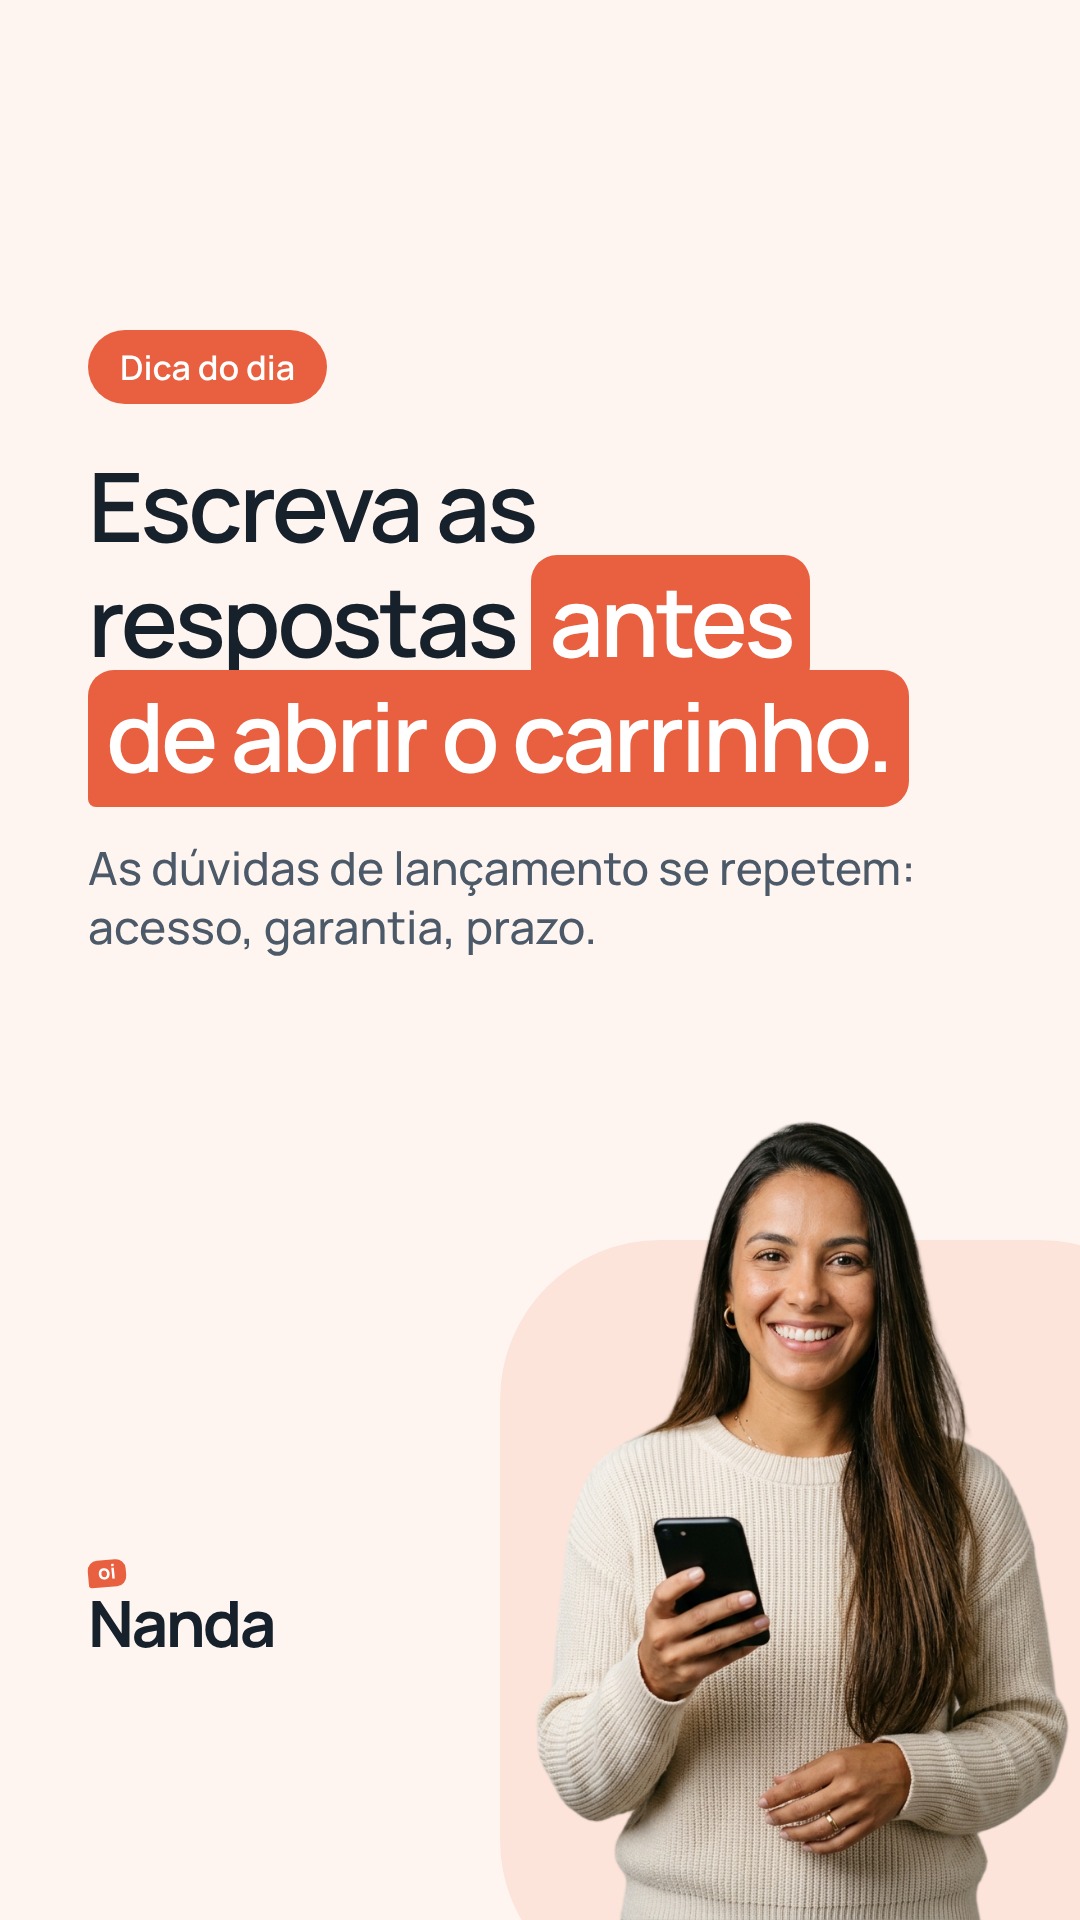 Dica do dia
Escreva as
respostas antes
de abrir o carrinho.
As dúvidas de lançamento se repetem:
acesso, garantia, prazo.
oi
Nanda